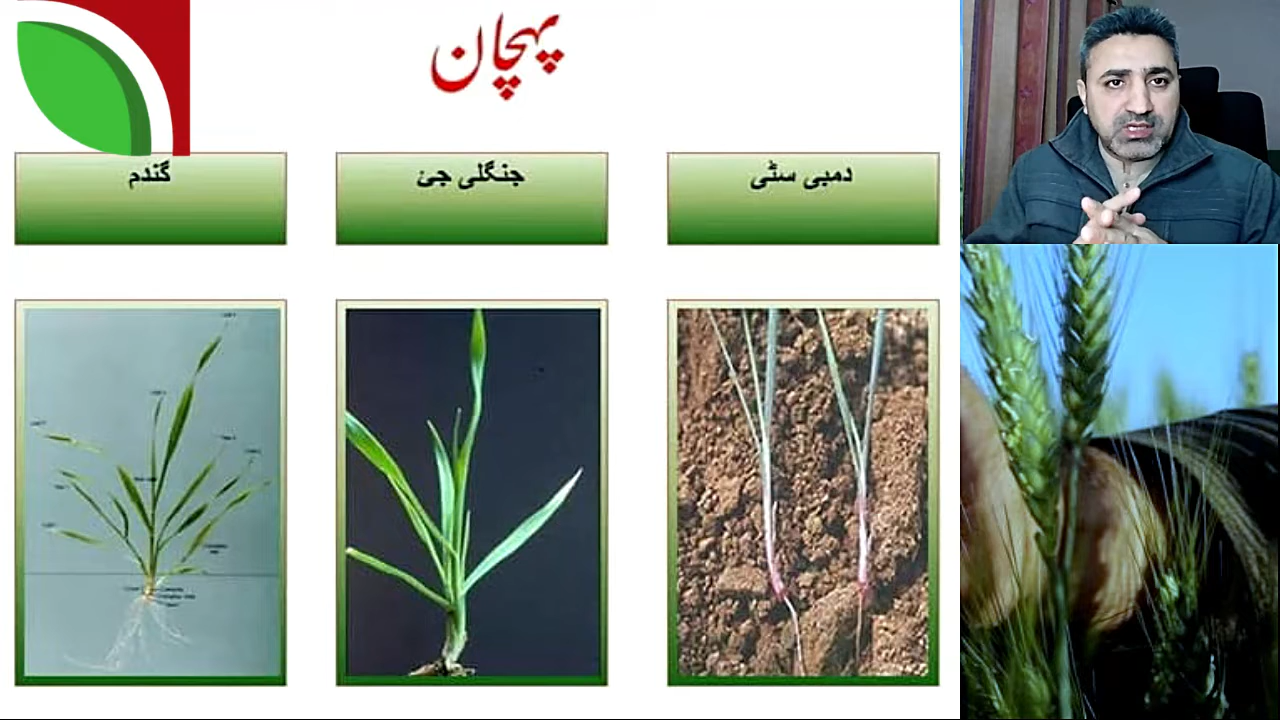 پہچان
دمبی سٹی
جنگلی جئ
گندم